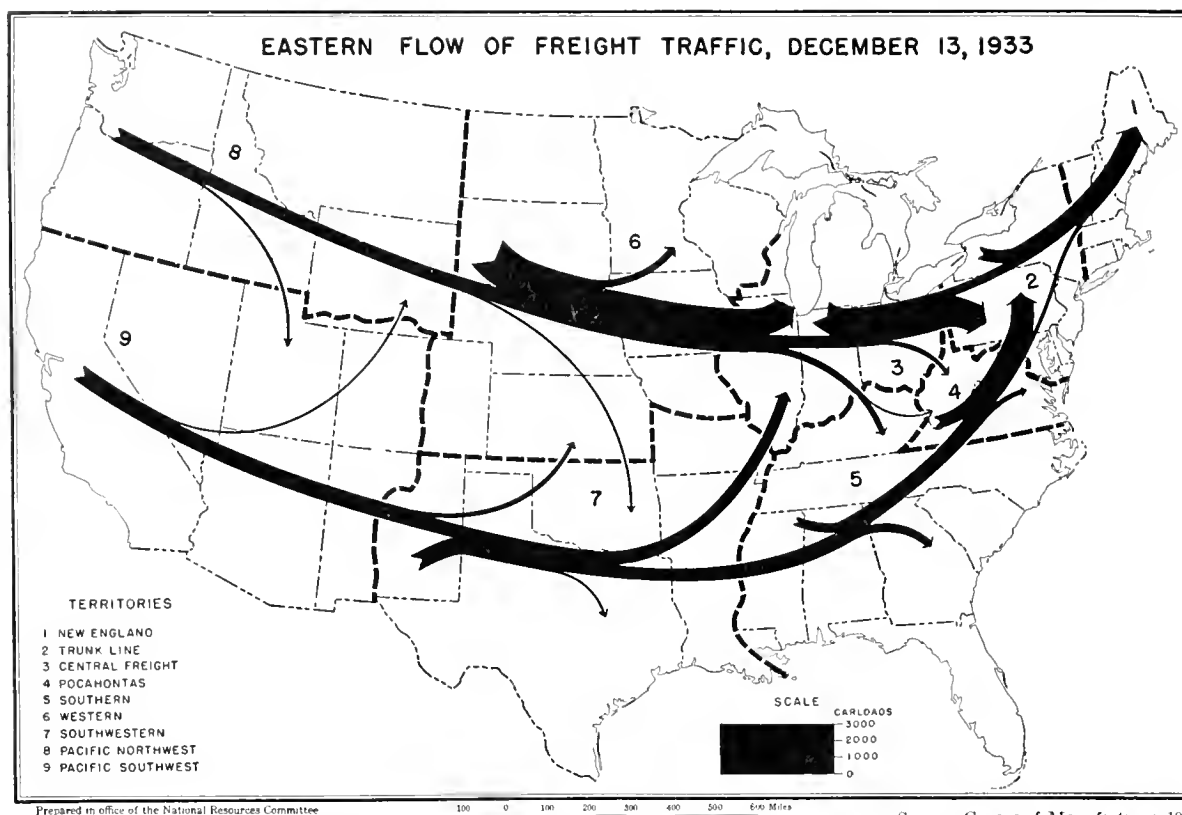 EASTERN FLOW OF FREIGHT TRAFFIC, DECEMBER 13, 1933
8
6
9
2
3
4
7
5
TERRITORIES
1 NEW ENGLAND
2 TRUNK LINE
3 CENTRAL FREIGHT
4 POCAHONTAS
5 SOUTHERN
6 WESTERN
7 SOUTHWESTERN
8 PACIFIC NORTHWEST
9 PACIFIC SOUTHWEST
SCALE
CARLOADS
3000
2000
1000
0
Prepared in office of the National Resources Committee
100 0 100 200 300 400 500 600 Miles